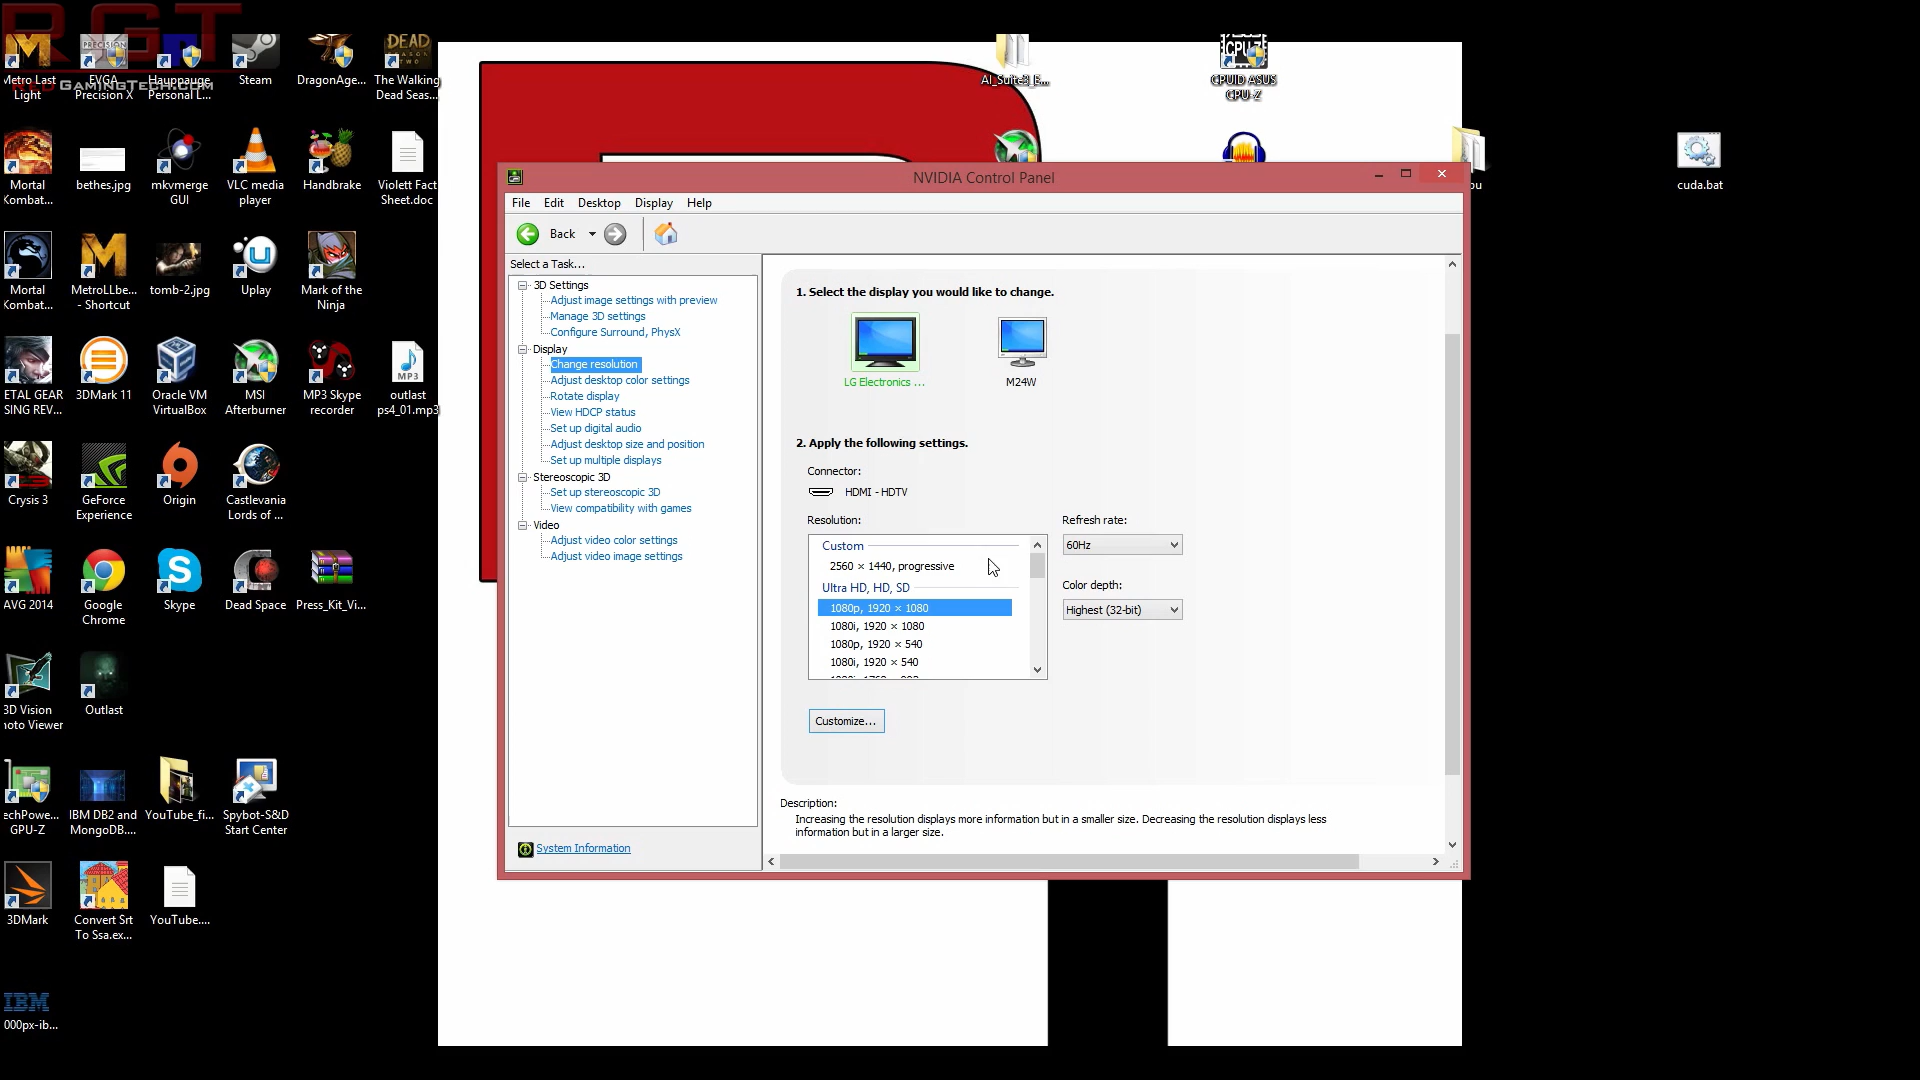 RGT
RED GAMINGTECH.COM
Metro Last
Light
EVGA
Precision X
Hauppauge
Personal L...
Steam
DragonAge...
The Walking
Dead Seas...
AI_Suite3_E...
CPUID ASUS
CPU-Z
Mortal
Kombat...
bethes.jpg
mkvmerge
GUI
VLC media
player
Handbrake
Violett Fact
Sheet.doc
cuda.bat
Mortal
Kombat...
MetroLLbe...
- Shortcut
tomb-2.jpg
Uplay
Mark of the
Ninja
ETAL GEAR
SING REV...
3DMark 11
Oracle VM
VirtualBox
MSI
Afterburner
MP3 Skype
recorder
outlast
ps4_01.mp3
Crysis 3
GeForce
Experience
Origin
Castlevania
Lords of ...
AVG 2014
Google
Chrome
Skype
Dead Space
Press_Kit_Vi...
3D Vision
hoto Viewer
Outlast
echPowe...
GPU-Z
IBM DB2 and
MongoDB....
YouTube_fi...
Spybot-S&D
Start Center
3DMark
Convert Srt
To Ssa.ex...
YouTube....
IBM
000px-ib...
NVIDIA Control Panel
File Edit Desktop Display Help
Back
Select a Task...
3D Settings
Adjust image settings with preview
Manage 3D settings
Configure Surround, PhysX
Display
Change resolution
Adjust desktop color settings
Rotate display
View HDCP status
Set up digital audio
Adjust desktop size and position
Set up multiple displays
Stereoscopic 3D
Set up stereoscopic 3D
View compatibility with games
Video
Adjust video color settings
Adjust video image settings
System Information
1. Select the display you would like to change.
LG Electronics ...
M24W
2. Apply the following settings.
Connector:
HDMI - HDTV
Resolution:
Custom
2560 × 1440, progressive
Ultra HD, HD, SD
1080p, 1920 × 1080
1080i, 1920 × 1080
1080p, 1920 × 540
1080i, 1920 × 540
Refresh rate:
60Hz
Color depth:
Highest (32-bit)
Customize...
Description:
Increasing the resolution displays more information but in a smaller size. Decreasing the resolution displays less
information but in a larger size.